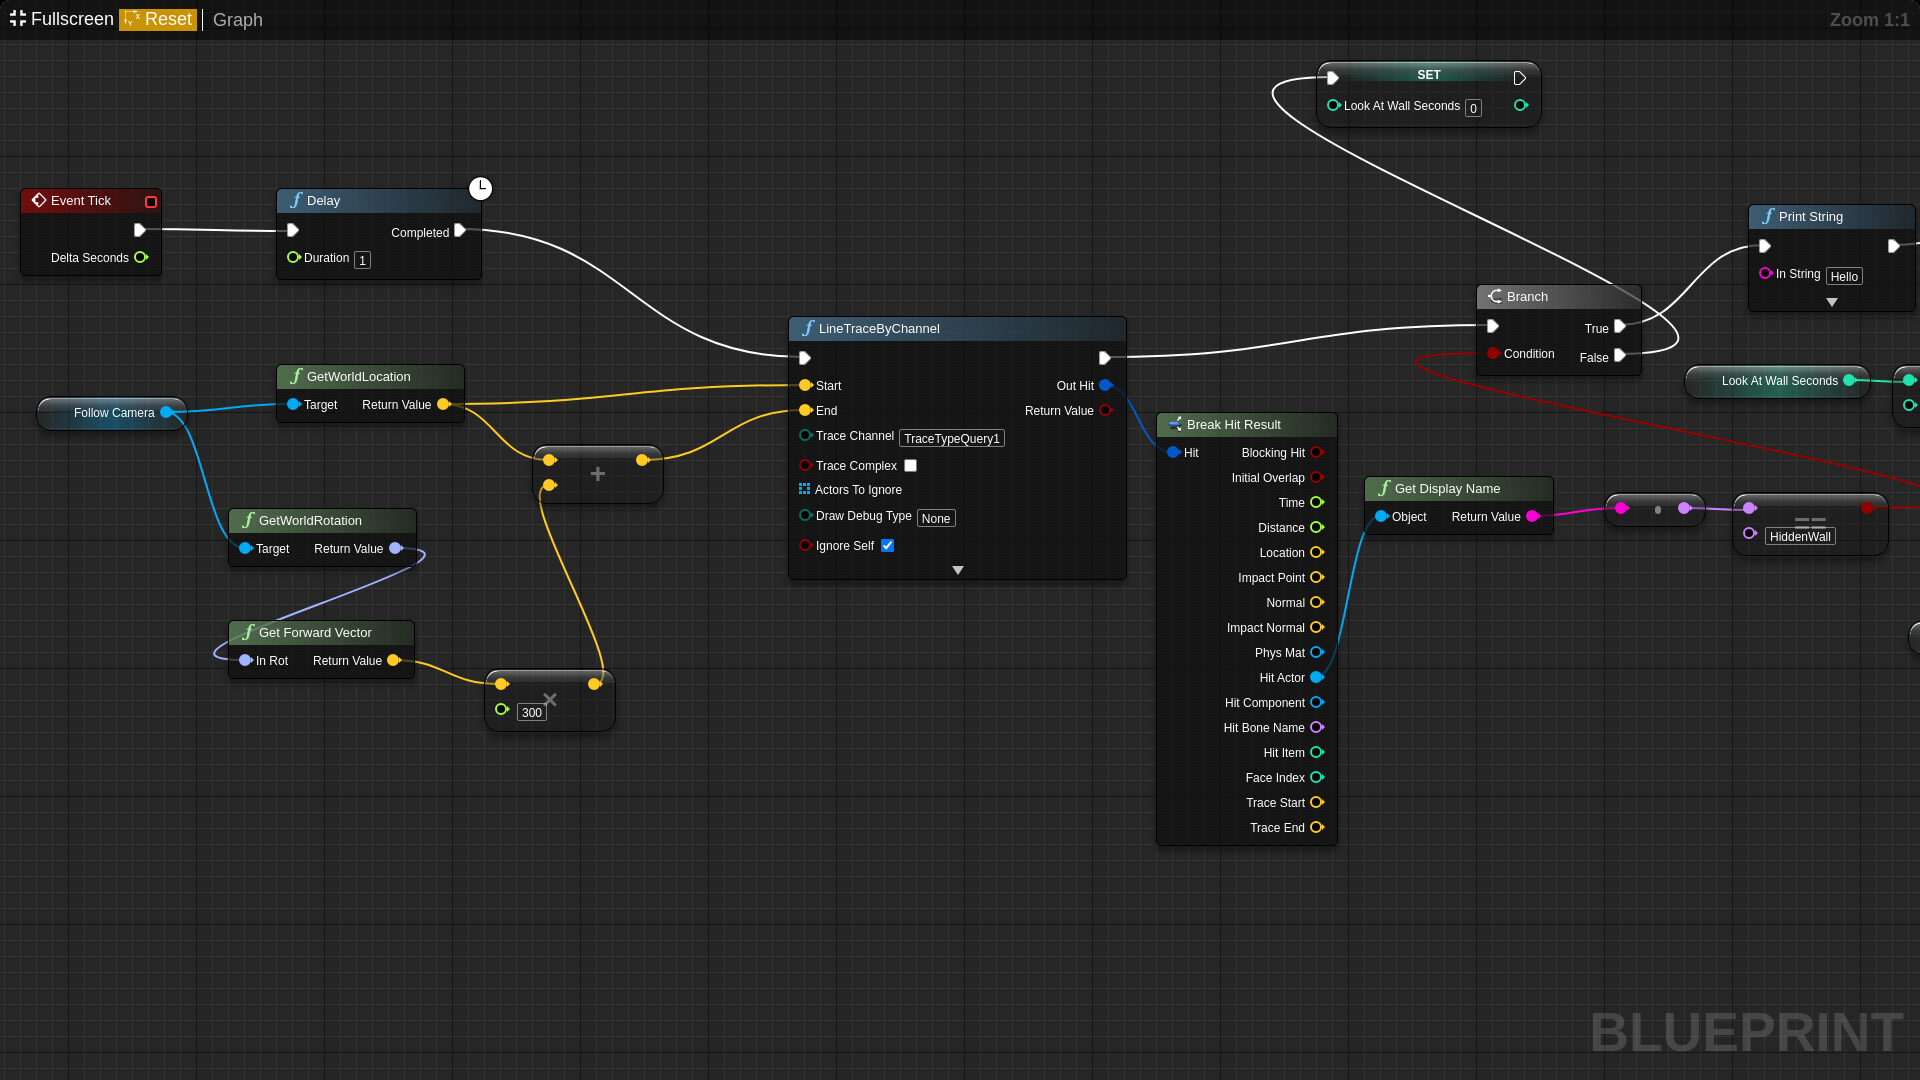 Fullscreen Reset Graph
Zoom 1:1
SET
Look At Wall Seconds 0
Event Tick
Delta Seconds
Delay
Completed
Duration 1
Print String
In String Hello
Branch
True
Condition
False
LineTraceByChannel
Start
Out Hit
End
Return Value
Trace Channel TraceTypeQuery1
Trace Complex
Actors To Ignore
Draw Debug Type None
Ignore Self
GetWorldLocation
Target Return Value
Follow Camera
Look At Wall Seconds
+
Break Hit Result
Hit
Blocking Hit
Initial Overlap
Time
Distance
Location
Impact Point
Normal
Impact Normal
Phys Mat
Hit Actor
Hit Component
Hit Bone Name
Hit Item
Face Index
Trace Start
Trace End
Get Display Name
Object Return Value
==
HiddenWall
GetWorldRotation
Target Return Value
Get Forward Vector
In Rot Return Value
×
300
BLUEPRINT